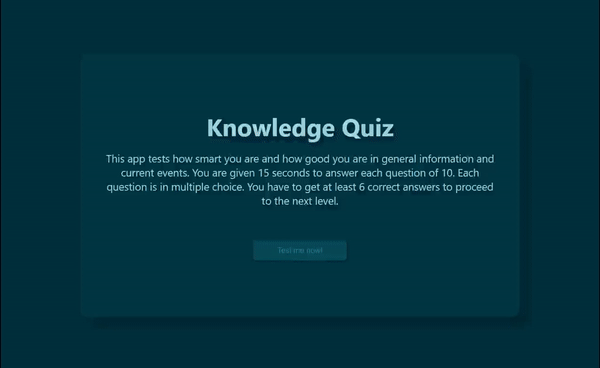 Knowledge Quiz
This app tests how smart you are and how good you are in general information and
current events. You are given 15 seconds to answer each question of 10. Each
question is in multiple choice. You have to get at least 6 correct answers to proceed
to the next level.
Test me now!